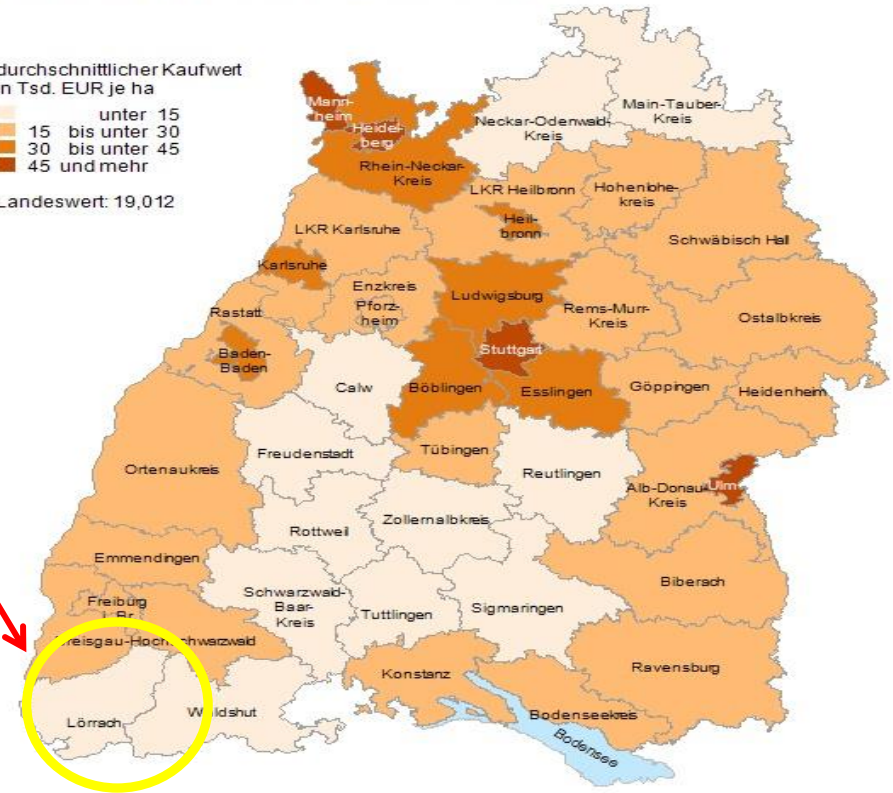 durchschnittlicher Kaufwert
n Tsd. EUR je ha
unter 15
15 bis unter 30
30 bis unter 45
45 und mehr
Landeswert: 19,012
Mann-
heim
Heidel-
berg
Rhein-Neckar-
Kreis
Neckar-Odenwald-
Kreis
Main-Tauber-
Kreis
LKR Heilbronn
Hohenlohe-
kreis
LKR Karlsruhe
Heil-
bronn
Schwäbisch Hall
Karlsruhe
Enzkreis
Pforz-
heim
Ludwigsburg
Rems-Murr-
Kreis
Ostalbkreis
Rastatt
Baden-
Baden
Stuttgart
Calw
Böblingen
Esslingen
Göppingen
Heidenheim
Freudenstadt
Tübingen
Reutlingen
Ortenaukreis
Alb-Donau-
Kreis
Ulm
Rottweil
Zollernalbkreis
Emmendingen
Biberach
Freiburg
i. Br.
Schwarzwald-
Baar-
Kreis
Tuttlingen
Sigmaringen
Breisgau-Hochschwarzwald
Konstanz
Ravensburg
Lörrach
Waldshut
Bodenseekreis
Bodensee